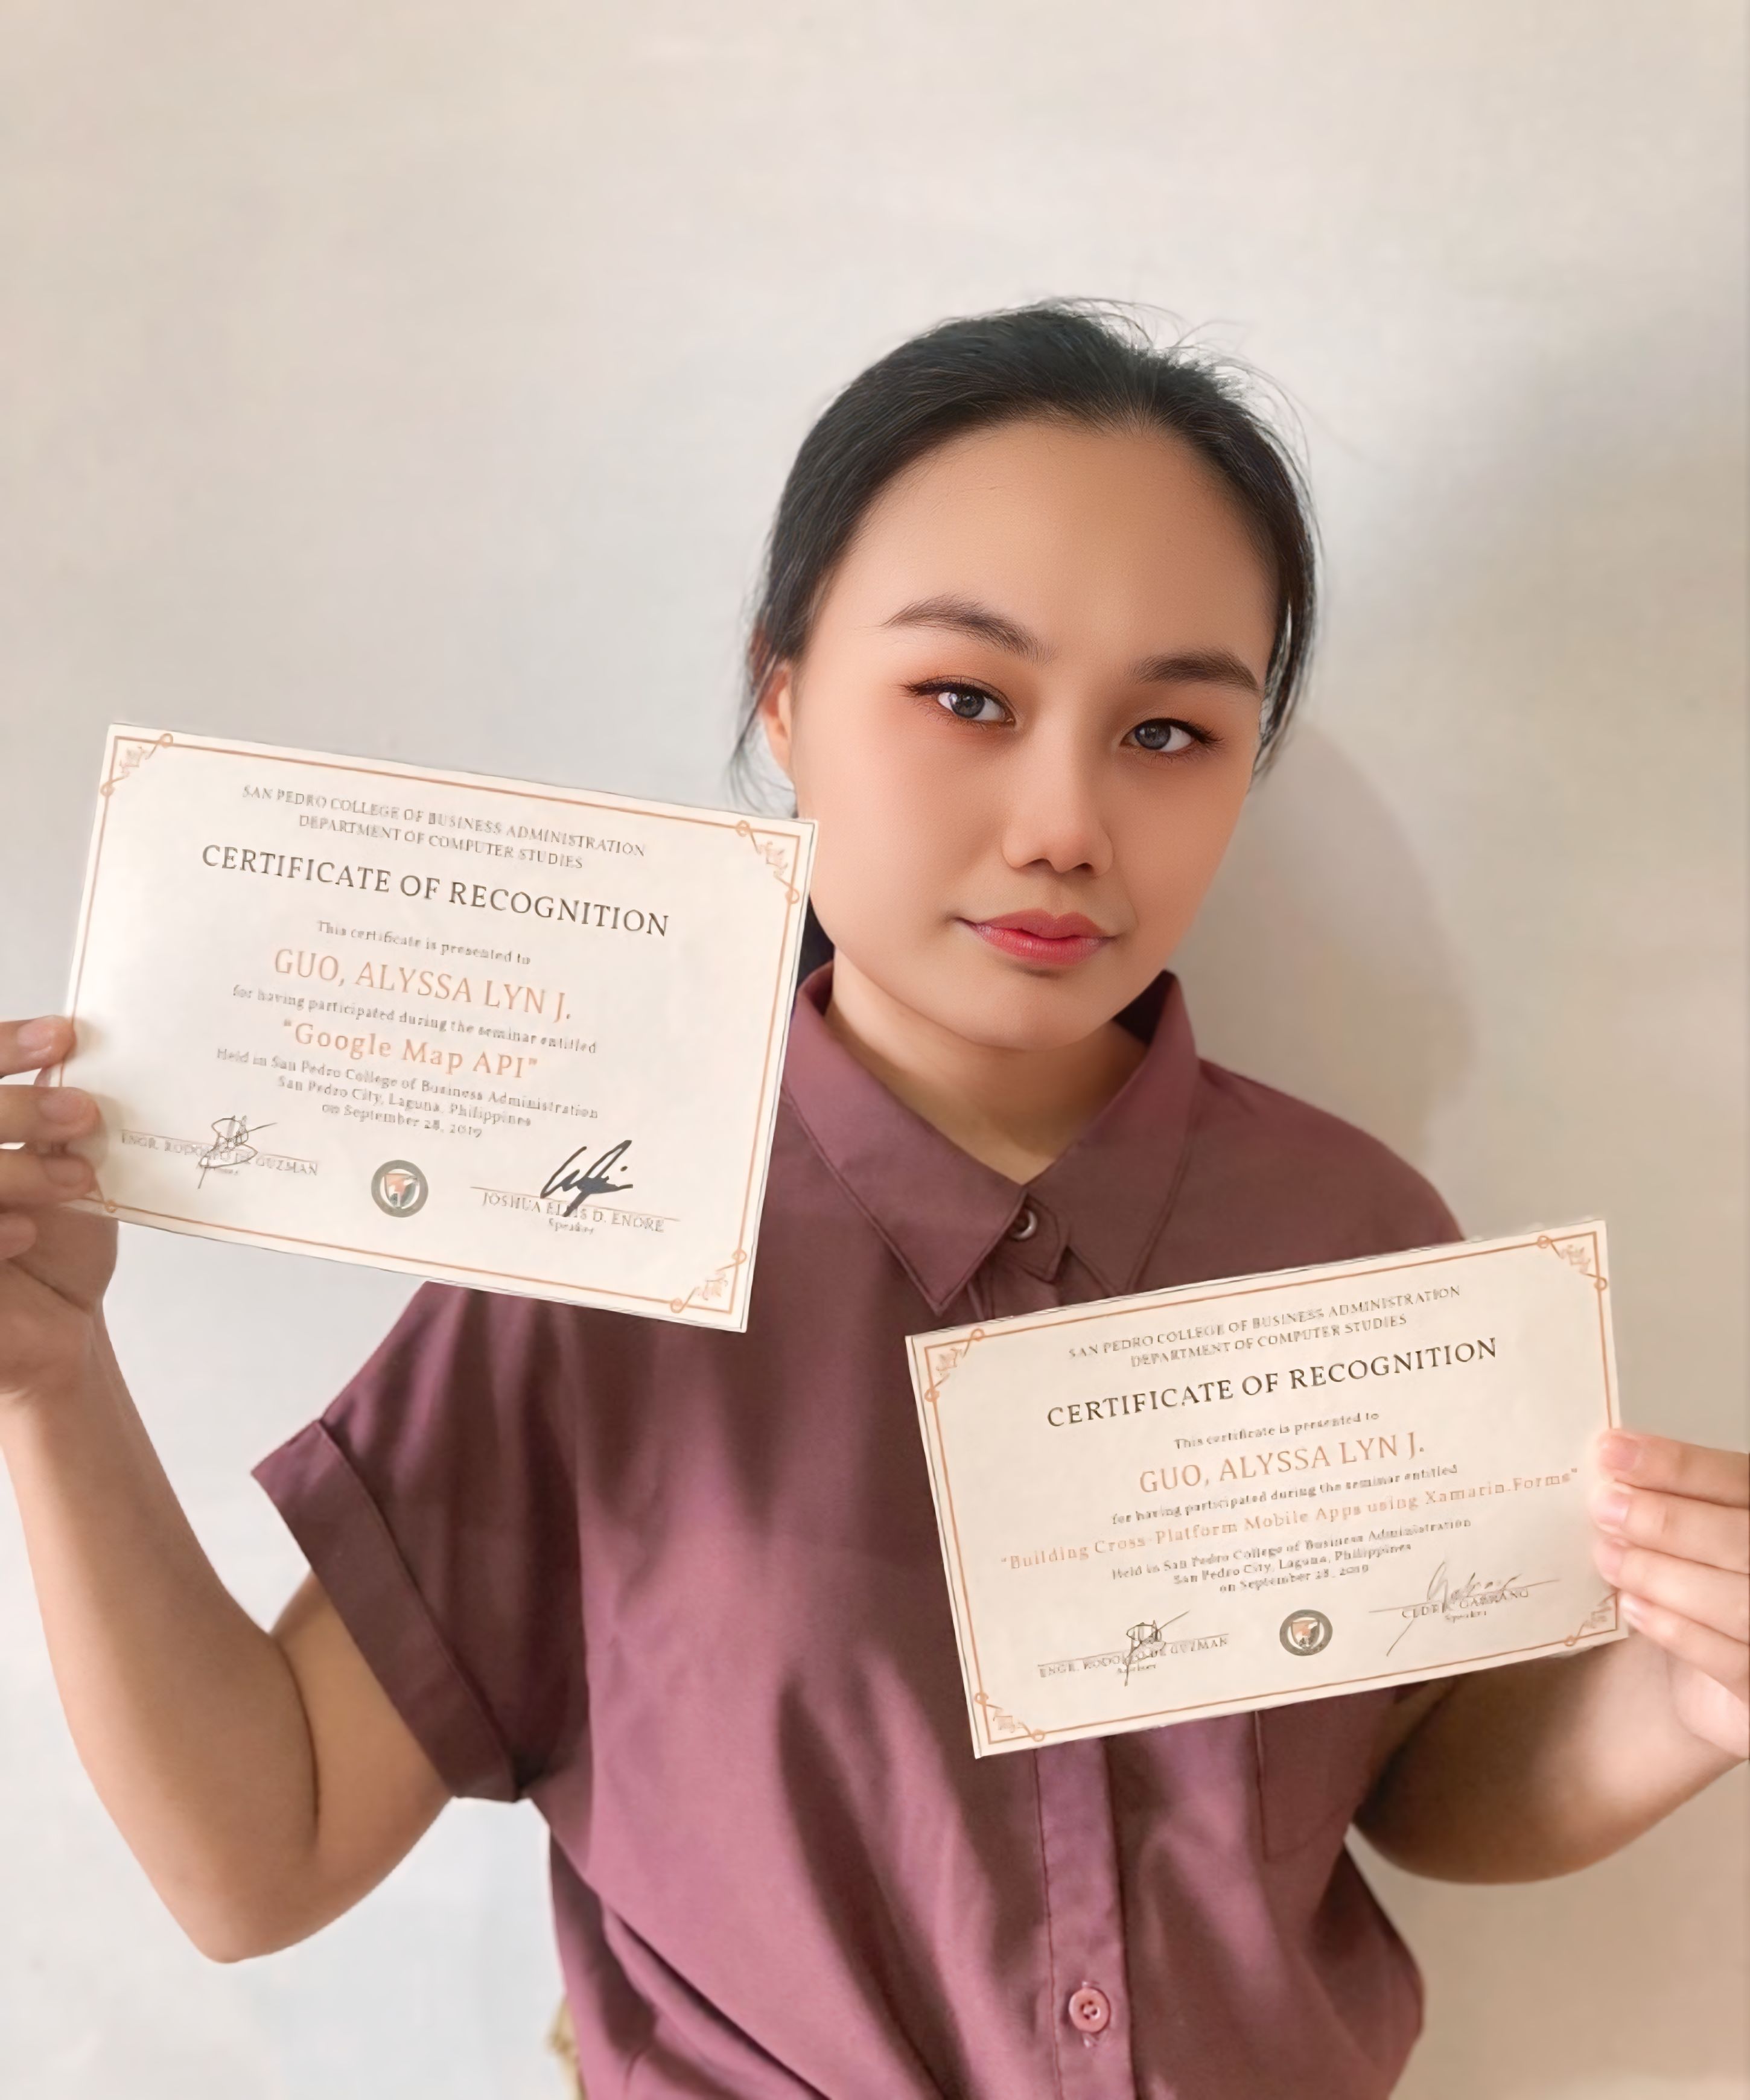 SAN PEDRO COLLEGE OF BUSINESS ADMINISTRATION
DEPARTMENT OF COMPUTER STUDIES
CERTIFICATE OF RECOGNITION
This certificate is presented to
GUO, ALYSSA LYN J.
for having participated during the seminar entitled
"Google Map API"
Held in San Pedro College of Business Administration
San Pedro City, Laguna, Philippines
on September 28, 2019
ENGR. RODOLFO DE GUZMAN
Adviser
JOSHUA ELLIS D. ENORE
Speaker
SAN PEDRO COLLEGE OF BUSINESS ADMINISTRATION
DEPARTMENT OF COMPUTER STUDIES
CERTIFICATE OF RECOGNITION
This certificate is presented to
GUO, ALYSSA LYN J.
for having participated during the seminar entitled
"Building Cross-Platform Mobile Apps using Xamarin.Forms"
Held in San Pedro College of Business Administration
San Pedro City, Laguna, Philippines
on September 28, 2019
ENGR. RODOLFO DE GUZMAN
Adviser
CEDRIC GABRANG
Speaker